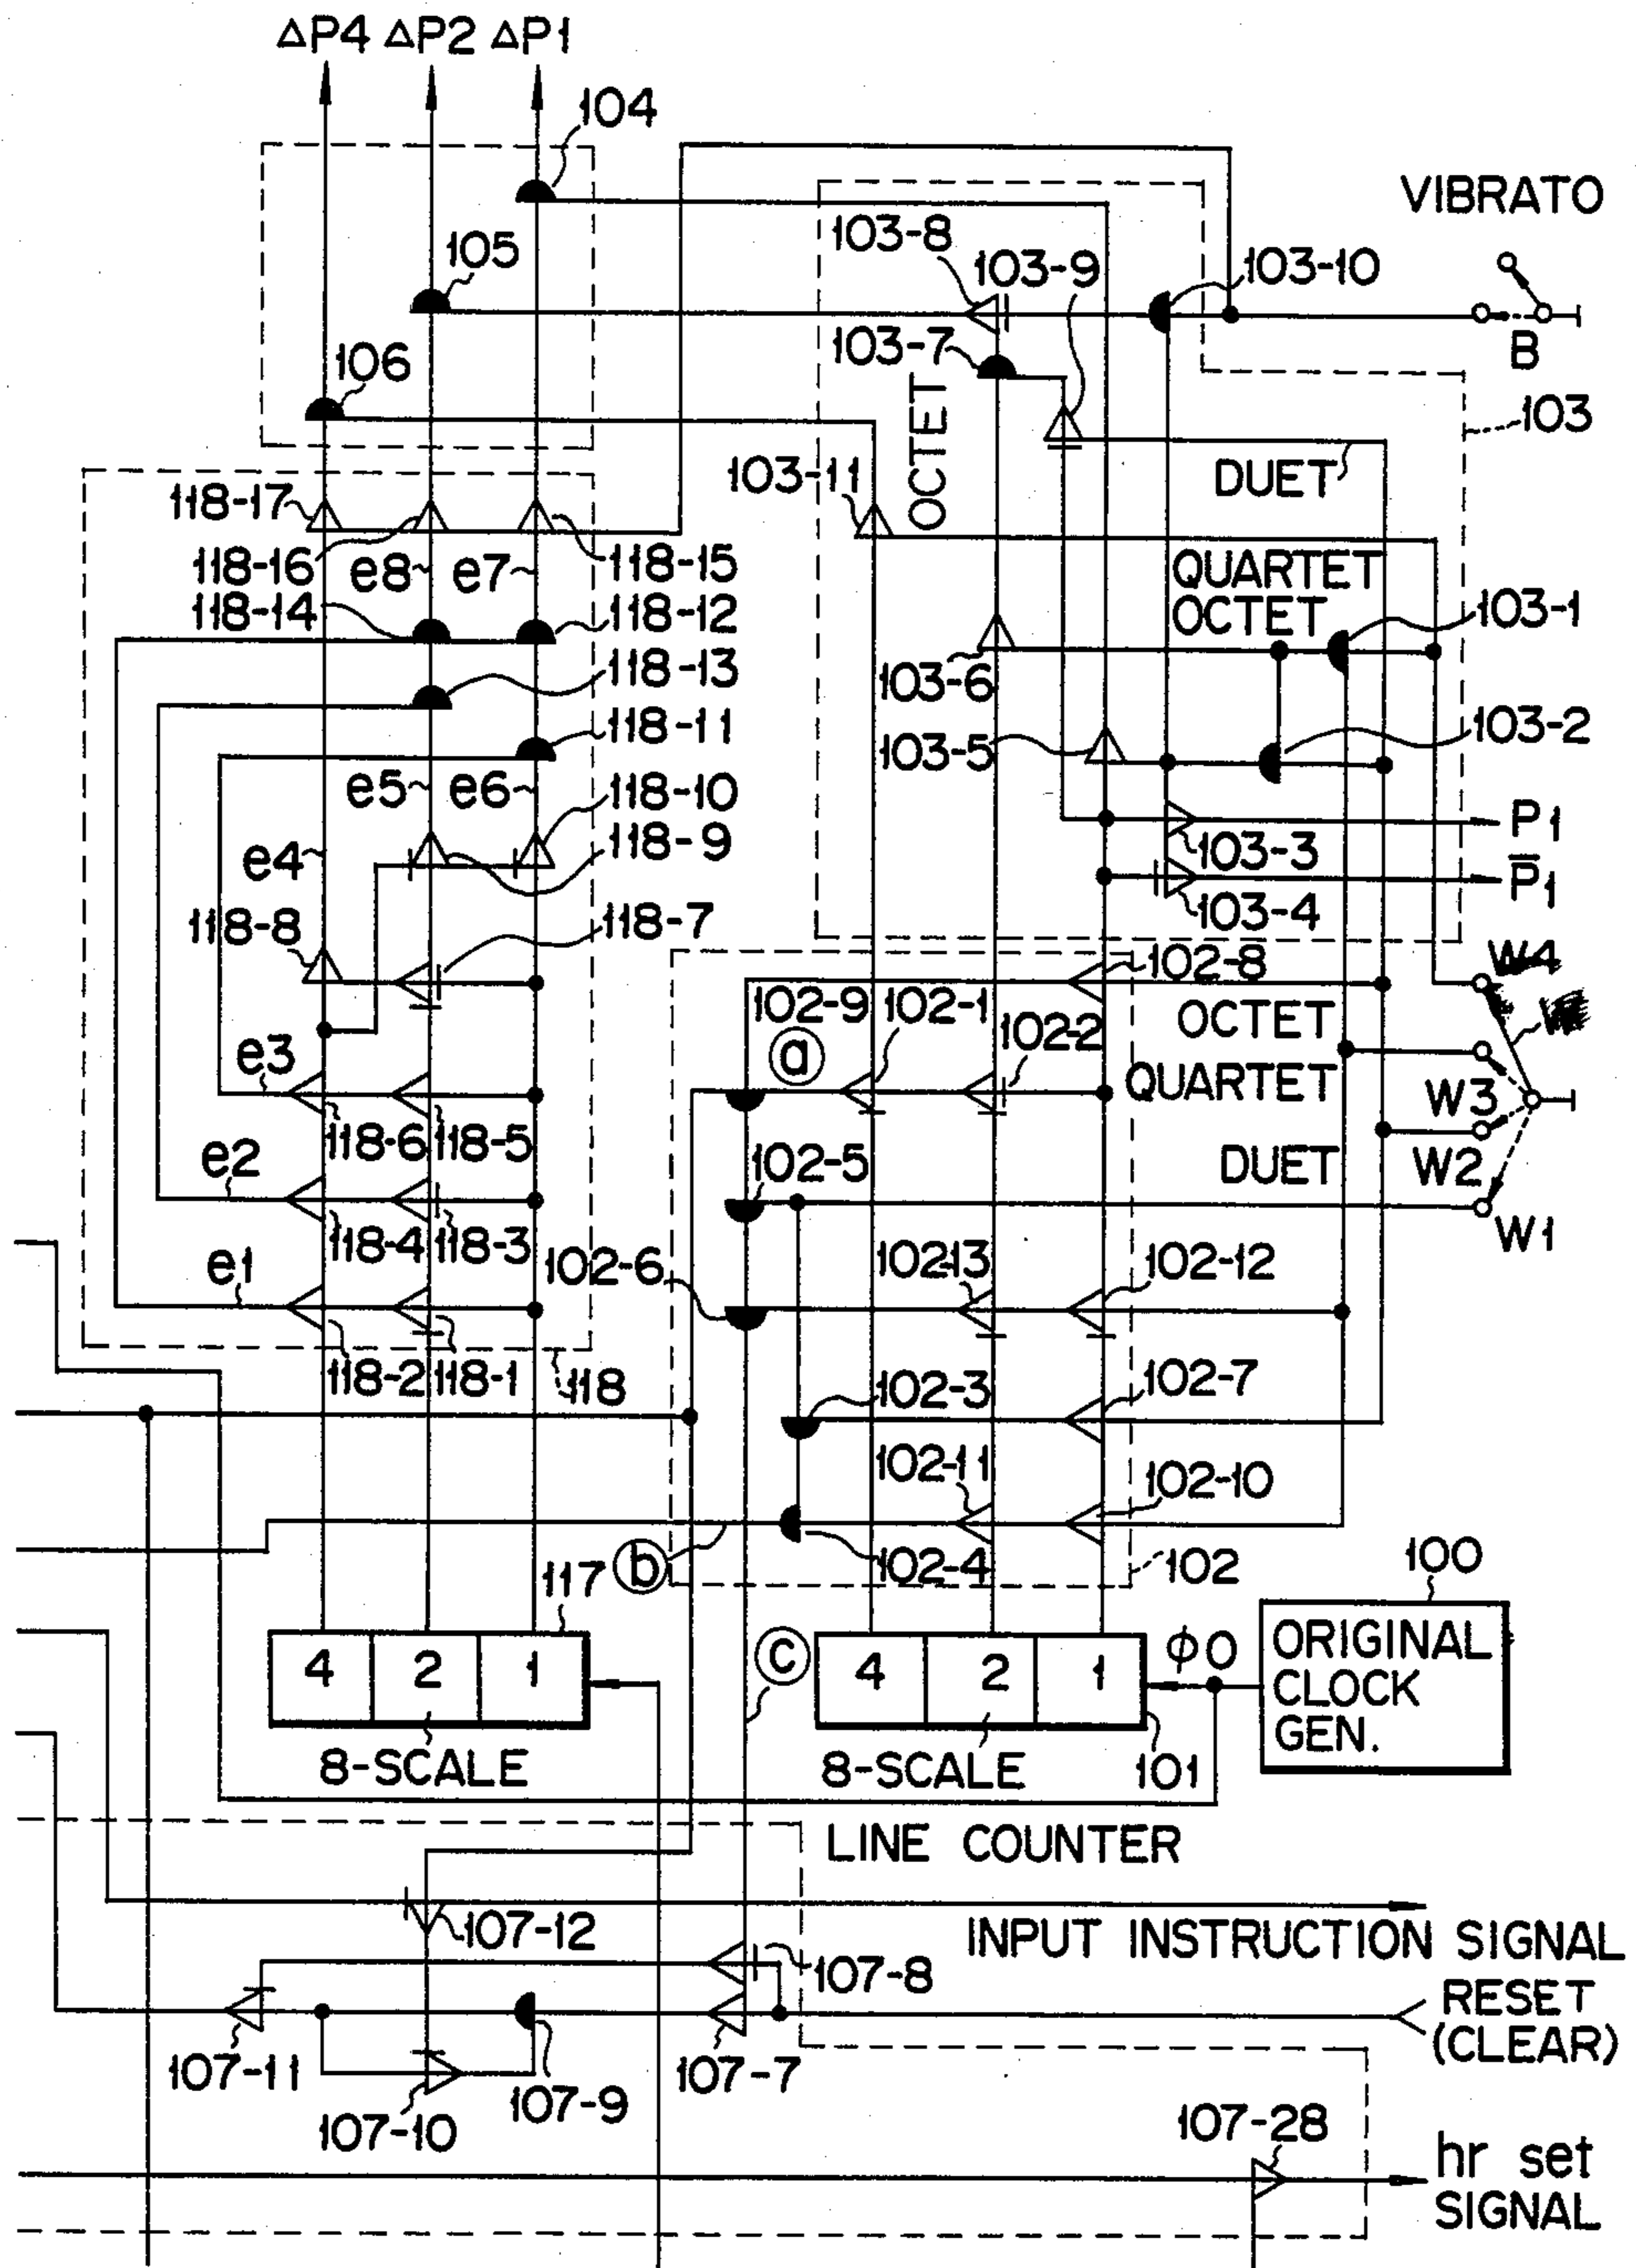 ΔP4 ΔP2 ΔP1
104
VIBRATO
103-8
105
103-9
103-10
103-7
B
106
OCTET
103
DUET
103-11
118-17
118-16 e8 e7 118-15
QUARTET
118-14
118-12
OCTET
103-1
118-13
103-6
118-11
103-5
103-2
e5 e6 118-10
P1
118-9
e4
103-3
P̅1
103-4
118-8
118-7
W4
102-8
102-9 102-1
OCTET
102-2
ⓐ
e3
QUARTET
W3
118-6 118-5
e2
102-5
DUET
W2
W1
118-4 118-3
102-6
102-13
102-12
e1
118-2 118-1
118
102-3
102-7
102-11
102-10
ⓑ
102-4
102
100
117
ⓒ
4 2 1
4 2 1
φ0
ORIGINAL
CLOCK
GEN.
8-SCALE
8-SCALE
101
LINE COUNTER
107-12
INPUT INSTRUCTION SIGNAL
107-8
RESET
(CLEAR)
107-11
107-7
107-10
107-9
107-28
hr set
SIGNAL